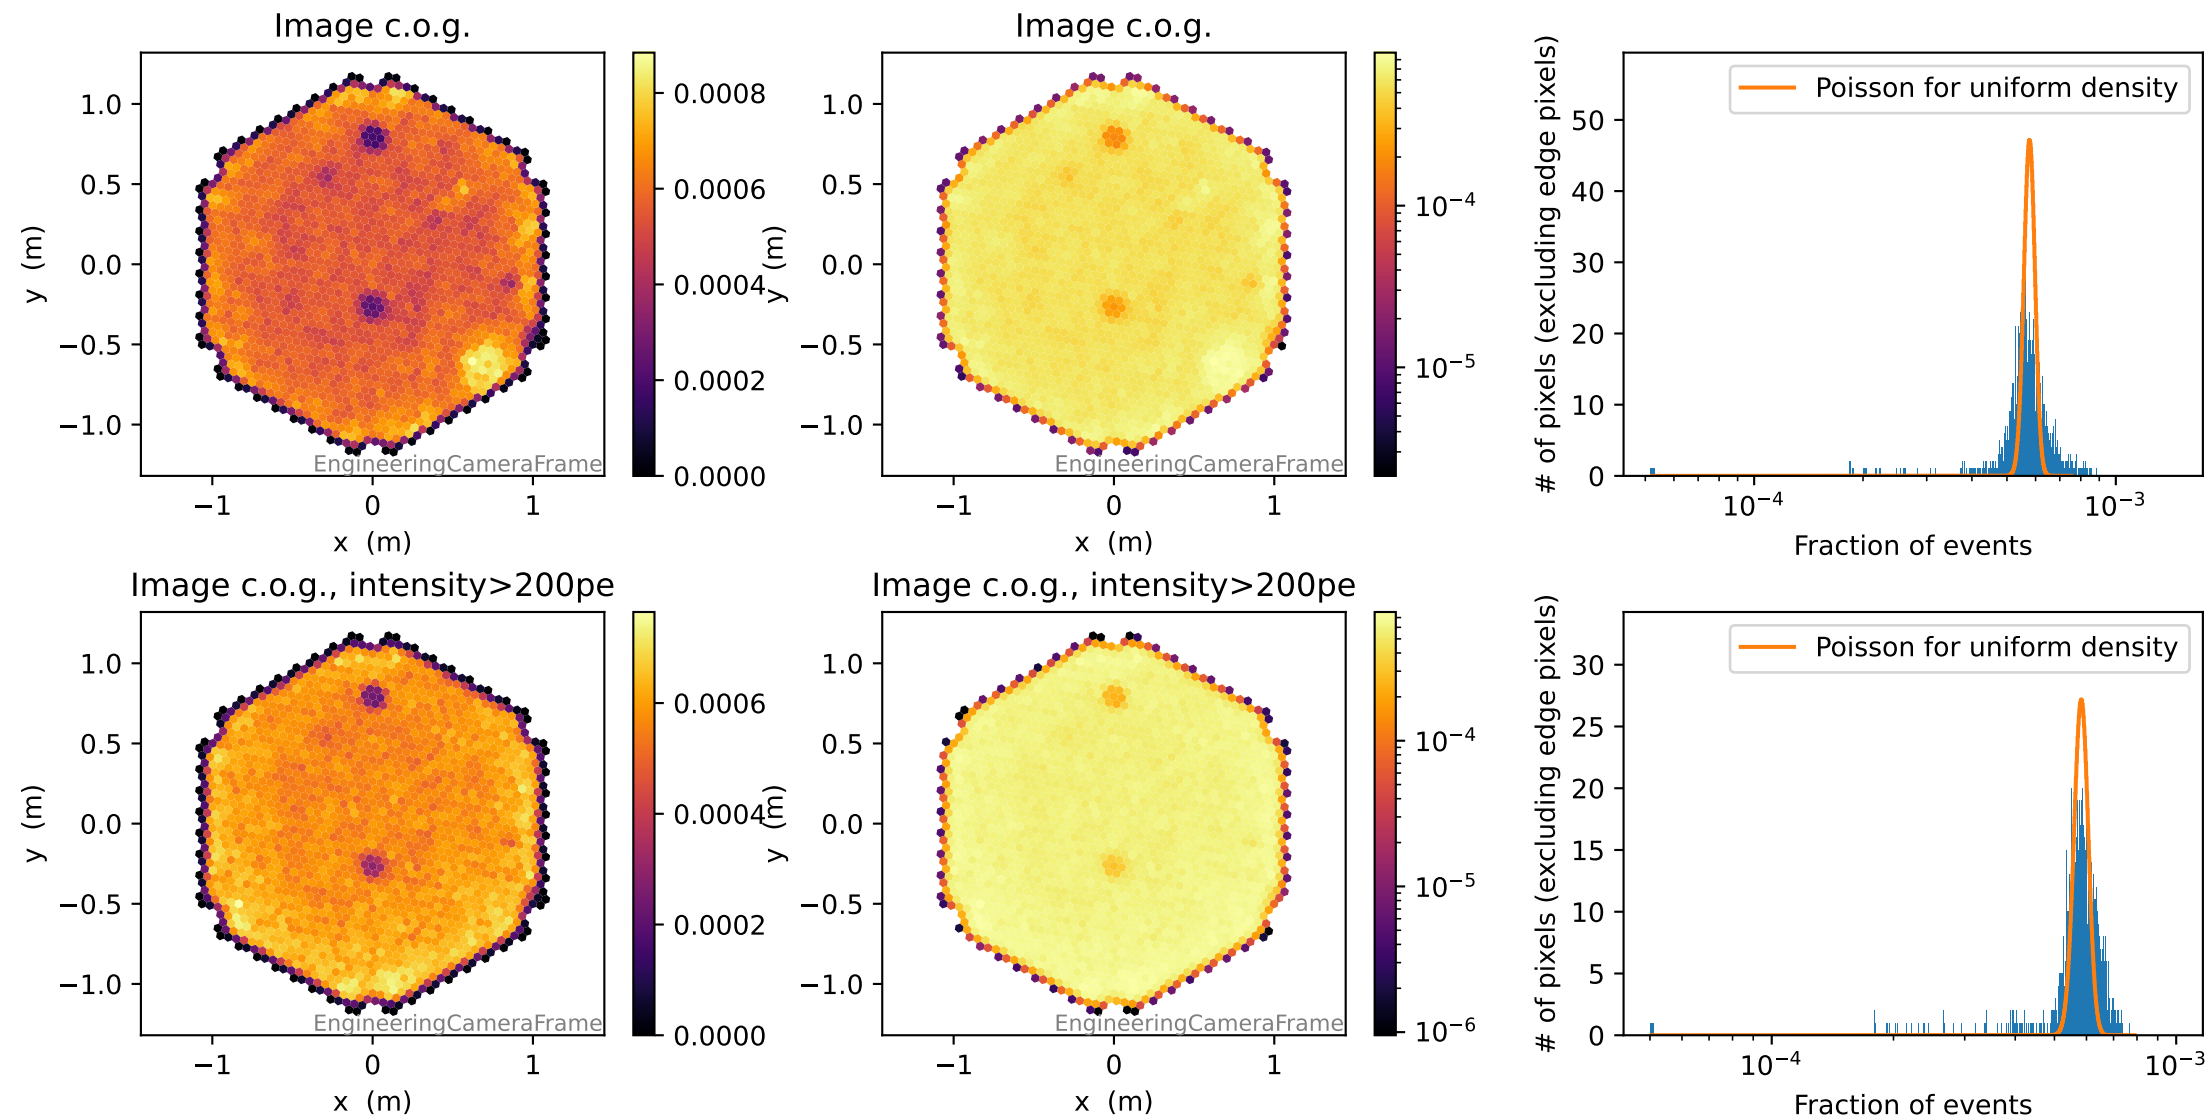 Image c.o.g.
1.0
0.5
0.0
−0.5
−1.0
y (m)
−1
0
1
x (m)
EngineeringCameraFrame
0.0008
0.0006
0.0004
0.0002
0.0000
Image c.o.g.
1.0
0.5
0.0
−0.5
−1.0
y (m)
−1
0
1
x (m)
EngineeringCameraFrame
10⁻⁴
10⁻⁵
# of pixels (excluding edge pixels)
50
40
30
20
10
0
Poisson for uniform density
10⁻⁴
10⁻³
Fraction of events
Image c.o.g., intensity>200pe
1.0
0.5
0.0
−0.5
−1.0
y (m)
−1
0
1
x (m)
EngineeringCameraFrame
0.0006
0.0004
0.0002
0.0000
Image c.o.g., intensity>200pe
1.0
0.5
0.0
−0.5
−1.0
y (m)
−1
0
1
x (m)
EngineeringCameraFrame
10⁻⁴
10⁻⁵
10⁻⁶
# of pixels (excluding edge pixels)
30
25
20
15
10
5
0
Poisson for uniform density
10⁻⁴
10⁻³
Fraction of events